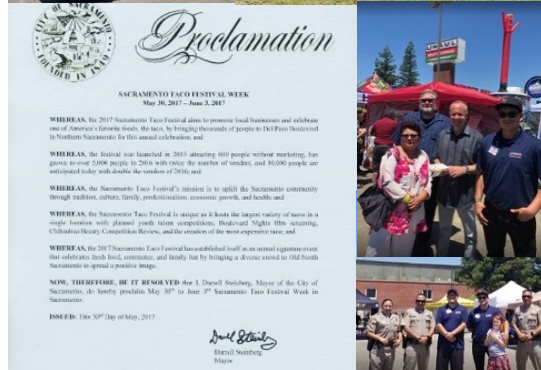 CITY OF SACRAMENTO
FOUNDED IN 1849
Proclamation
SACRAMENTO TACO FESTIVAL WEEK
May 30, 2017 – June 3, 2017
WHEREAS, the 2017 Sacramento Taco Festival aims to promote local businesses and celebrate
one of America's favorite foods, the taco, by bringing thousands of people to Del Paso Boulevard
in Northern Sacramento for this annual celebration; and
WHEREAS, the festival was launched in 2013 attracting 600 people without marketing, has
grown to over 5,000 people in 2016 with twice the number of vendors, and 10,000 people are
anticipated today with double the vendors of 2016; and
WHEREAS, the Sacramento Taco Festival's mission is to uplift the Sacramento community
through tradition, culture, family, professionalism, economic growth, and health; and
WHEREAS, the Sacramento Taco Festival is unique as it hosts the largest variety of tacos in a
single location with planned youth talent competitions, Boulevard Nights film screening,
Chihuahua Beauty Competition Review, and the creation of the most expensive taco; and
WHEREAS, the 2017 Sacramento Taco Festival has established itself as an annual signature event
that celebrates fresh food, commerce, and family fun by bringing a diverse crowd to Old North
Sacramento to spread a positive image.
NOW, THEREFORE, BE IT RESOLVED that I, Darrell Steinberg, Mayor of the City of
Sacramento, do hereby proclaim May 30th to June 3rd Sacramento Taco Festival Week in
Sacramento.
ISSUED: This 30th Day of May, 2017
Darrell Steinberg
Darrell Steinberg
Mayor
U-HAUL